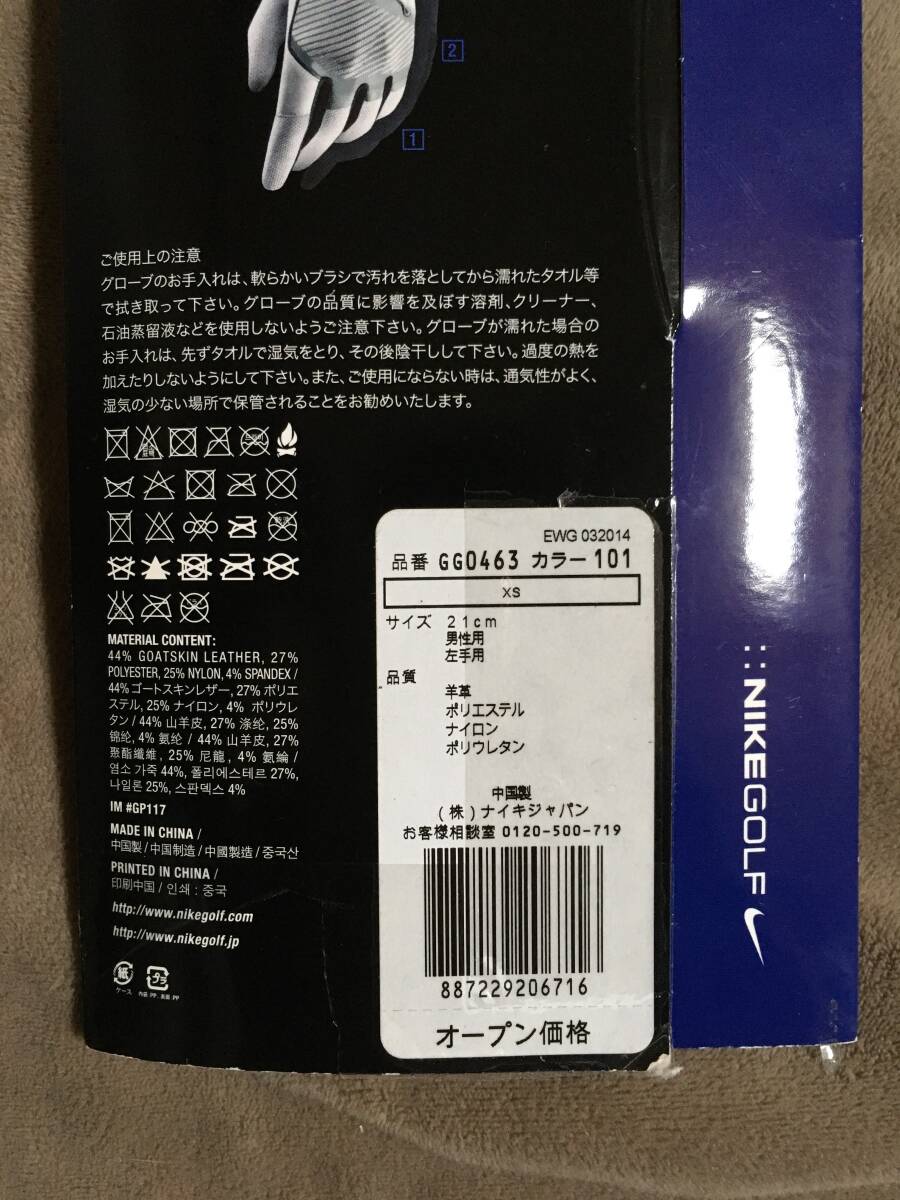 2
1
ご使用上の注意
グローブのお手入れは、軟らかいブラシで汚れを落としてから濡れたタオル等
で拭き取って下さい。グローブの品質に影響を及ぼす溶剤、クリーナー、
石油蒸留液などを使用しないようご注意下さい。グローブが濡れた場合の
お手入れは、先ずタオルで湿気をとり、その後陰干しして下さい。過度の熱を
加えたりしないようにして下さい。また、ご使用にならない時は、通気性がよく、
湿気の少ない場所で保管されることをお勧めいたします。
MATERIAL CONTENT:
44% GOATSKIN LEATHER, 27%
POLYESTER, 25% NYLON, 4% SPANDEX /
44%ゴートスキンレザー, 27% ポリエ
ステル, 25% ナイロン, 4% ポリウレ
タン / 44% 山羊皮, 27% 涤纶, 25%
锦纶, 4% 氨纶 / 44% 山羊皮, 27%
聚酯纖維, 25% 尼龍, 4% 氨綸 /
염소 가죽 44%, 폴리에스테르 27%,
나일론 25%, 스판덱스 4%
IM #GP117
MADE IN CHINA /
中国製 / 中国制造 / 中國製造 / 중국산
PRINTED IN CHINA /
印刷中国 / 인쇄 : 중국
http://www.nikegolf.com
http://www.nikegolf.jp
紙
ケース
プラ
EWG 032014
品番 GG0463 カラー 101
XS
サイズ 21cm
男性用
左手用
品質
羊革
ポリエステル
ナイロン
ポリウレタン
中国製
(株)ナイキジャパン
お客様相談室 0120-500-719
887229206716
オープン価格
NIKEGOLF